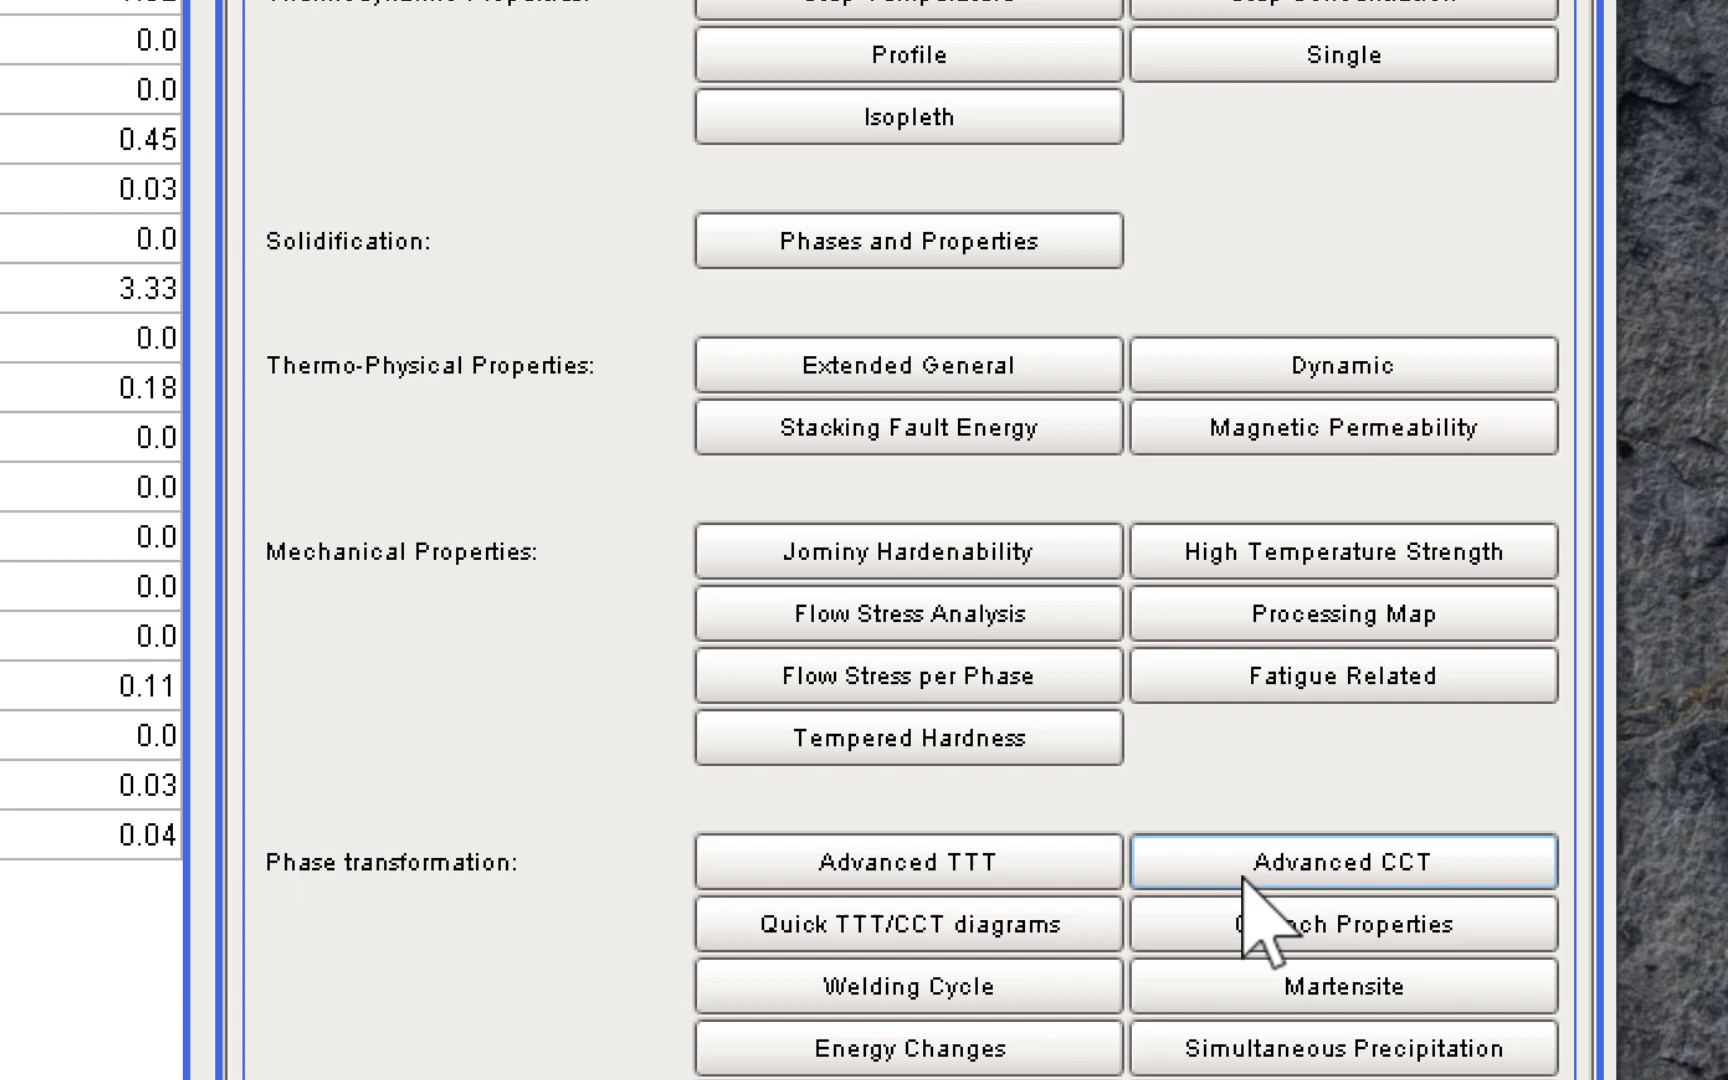 0.0
Profile
Single
0.0
Isopleth
0.45
0.03
0.0
Solidification:
Phases and Properties
3.33
0.0
Thermo-Physical Properties:
Extended General
Dynamic
0.18
Stacking Fault Energy
Magnetic Permeability
0.0
0.0
0.0
Mechanical Properties:
Jominy Hardenability
High Temperature Strength
0.0
Flow Stress Analysis
Processing Map
0.0
Flow Stress per Phase
Fatigue Related
0.11
Tempered Hardness
0.0
0.03
0.04
Phase transformation:
Advanced TTT
Advanced CCT
Quick TTT/CCT diagrams
Properties
Welding Cycle
Martensite
Energy Changes
Simultaneous Precipitation